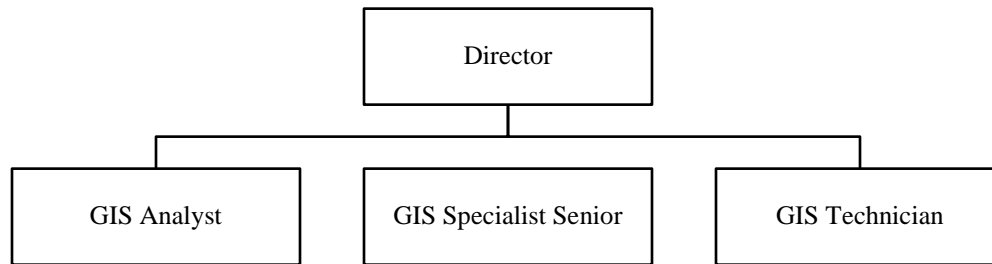 Director
GIS Analyst
GIS Specialist Senior
GIS Technician